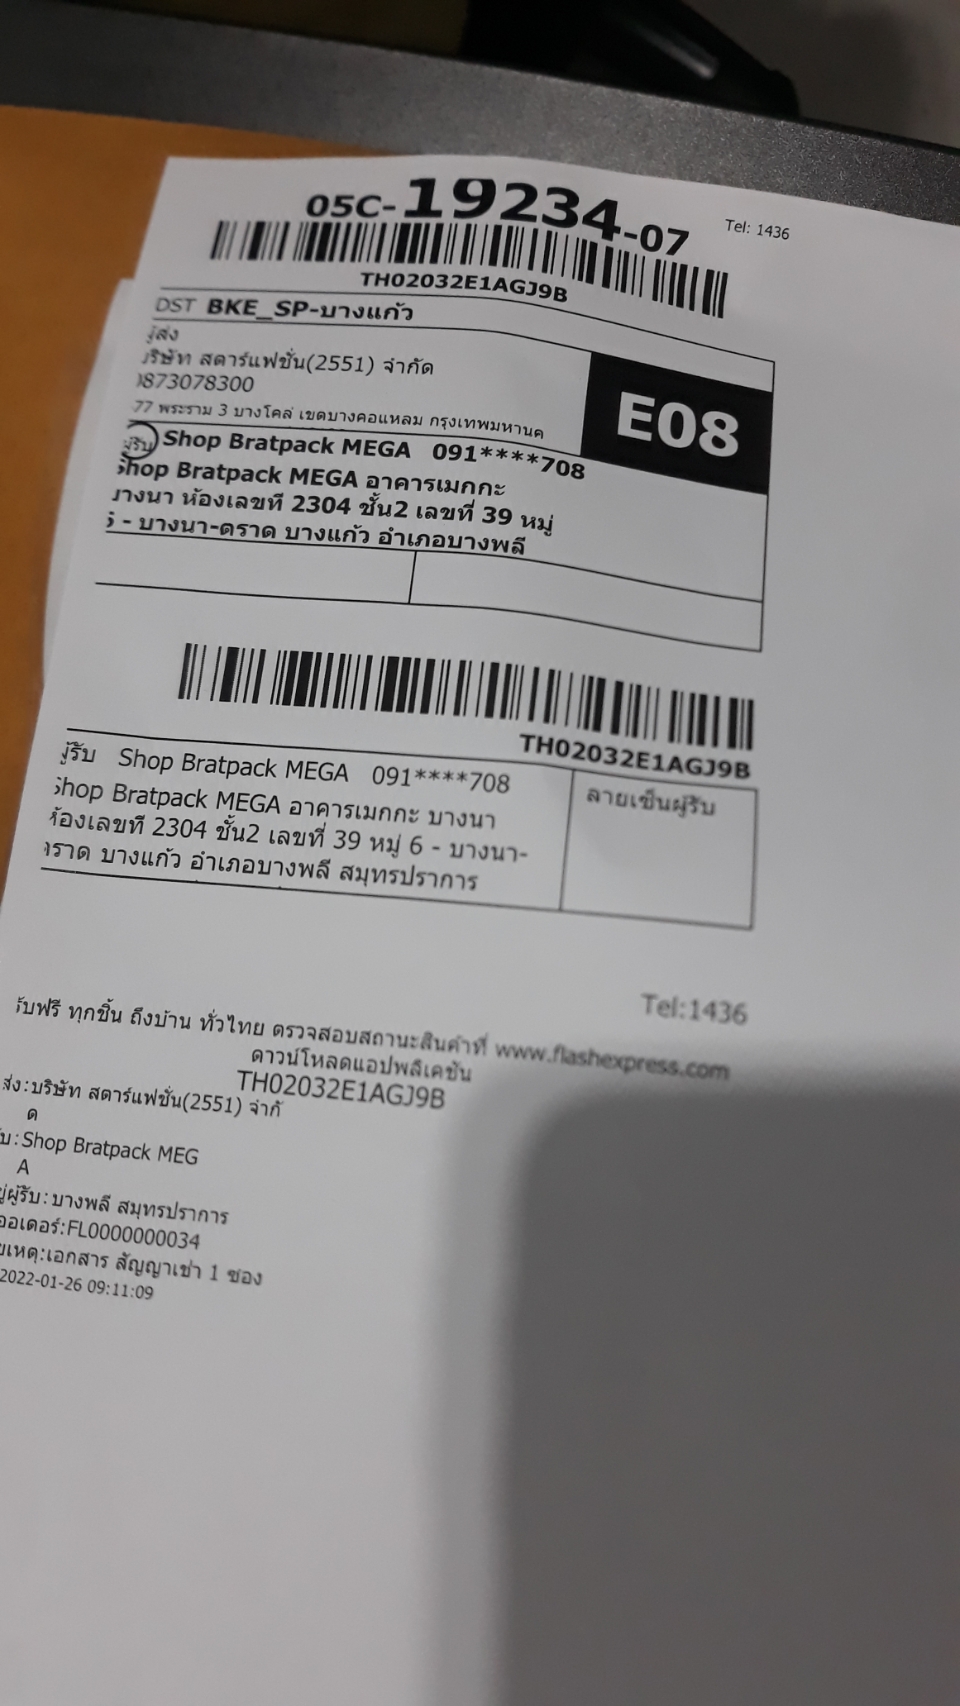 05C-19234-07
Tel: 1436
TH02032E1AGJ9B
DST BKE_SP-บางแก้ว
ผู้ส่ง
บริษัท สตาร์แฟชั่น(2551) จำกัด
0873078300
77 พระราม 3 บางโคล่ เขตบางคอแหลม กรุงเทพมหานค
E08
ผู้รับ Shop Bratpack MEGA 091****708
Shop Bratpack MEGA อาคารเมกกะ
บางนา ห้องเลขที่ 2304 ชั้น2 เลขที่ 39 หมู่
6 - บางนา-ตราด บางแก้ว อำเภอบางพลี
TH02032E1AGJ9B
ผู้รับ Shop Bratpack MEGA 091****708
Shop Bratpack MEGA อาคารเมกกะ บางนา
ห้องเลขที่ 2304 ชั้น2 เลขที่ 39 หมู่ 6 - บางนา-
ตราด บางแก้ว อำเภอบางพลี สมุทรปราการ
ลายเซ็นผู้รับ
Tel:1436
รับฟรี ทุกชิ้น ถึงบ้าน ทั่วไทย ตรวจสอบสถานะสินค้าที่ www.flashexpress.com
ดาวน์โหลดแอปพลิเคชัน
TH02032E1AGJ9B
ส่ง:บริษัท สตาร์แฟชั่น(2551) จำกั
ด
รับ:Shop Bratpack MEG
A
ผู้รับ:บางพลี สมุทรปราการ
ออเดอร์:FL0000000034
เหตุ:เอกสาร สัญญาเช่า 1 ซอง
2022-01-26 09:11:09